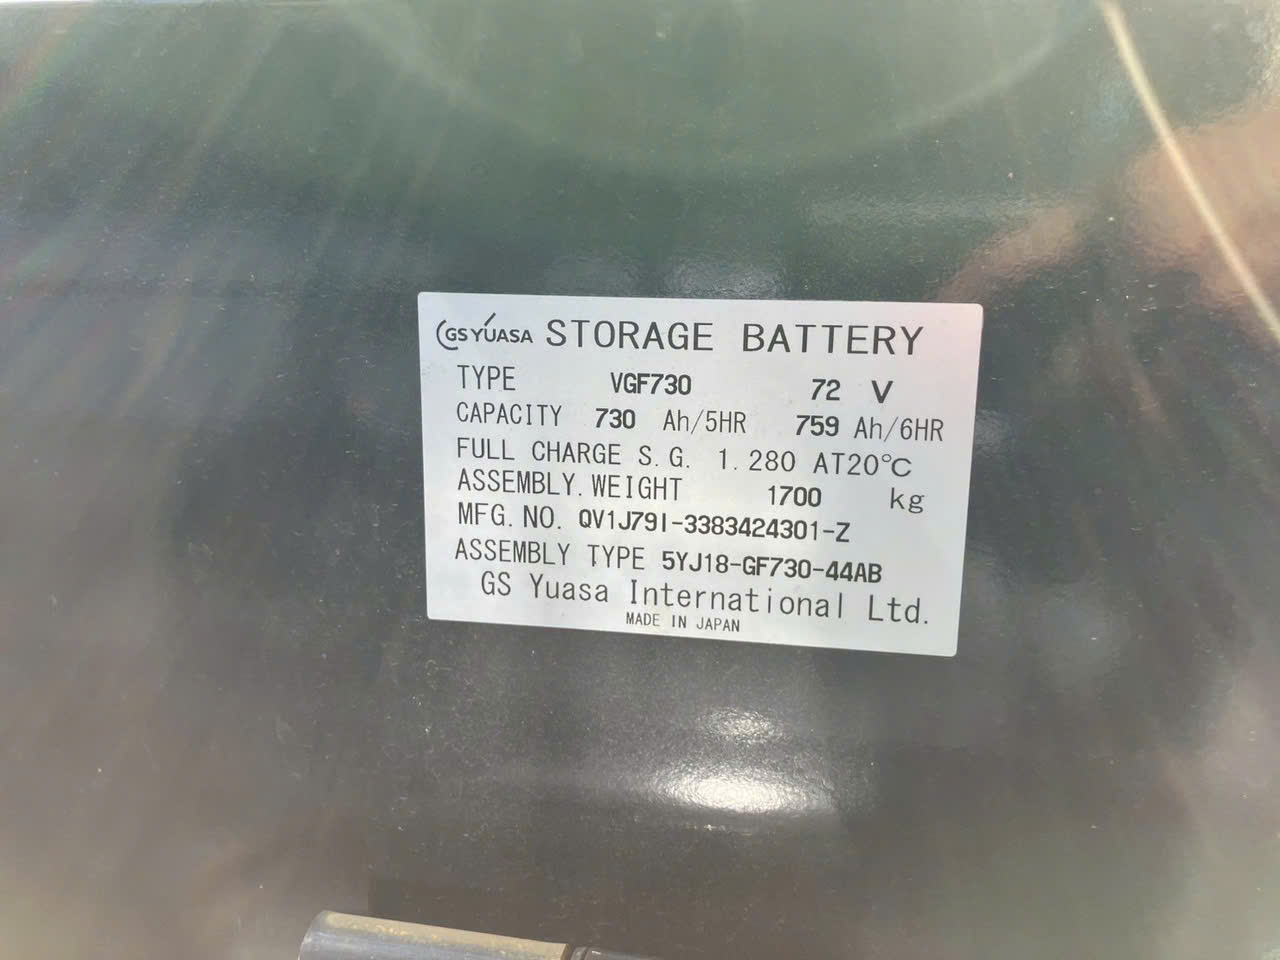 GS YUASA STORAGE BATTERY
TYPE VGF730 72 V
CAPACITY 730 Ah/5HR 759 Ah/6HR
FULL CHARGE S.G. 1.280 AT20℃
ASSEMBLY.WEIGHT 1700 kg
MFG.NO. QV1J79I-3383424301-Z
ASSEMBLY TYPE 5YJ18-GF730-44AB
GS Yuasa International Ltd.
MADE IN JAPAN